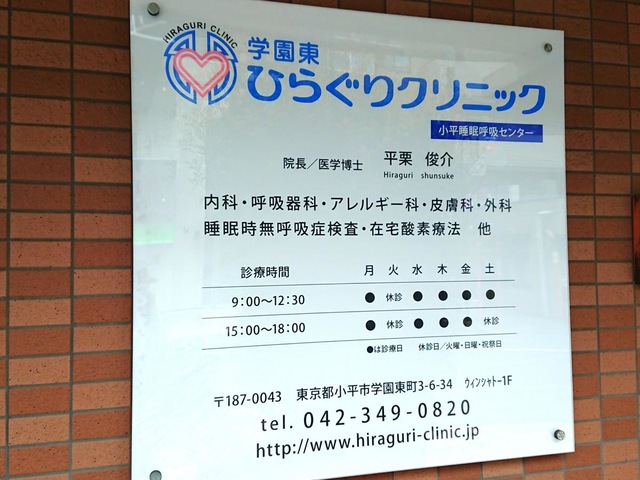 HIRAGURI CLINIC
学園東
ひらぐりクリニック
小平睡眠呼吸センター
院長／医学博士 平栗 俊介
Hiraguri shunsuke
内科・呼吸器科・アレルギー科・皮膚科・外科
睡眠時無呼吸症検査・在宅酸素療法 他
診療時間 月 火 水 木 金 土
9:00〜12:30 ● 休診 ● ● ● ●
15:00〜18:00 ● 休診 ● ● ● 休診
●は診療日 休診日／火曜・日曜・祝祭日
〒187-0043 東京都小平市学園東町3-6-34 ウィンシャトー1F
tel. 042-349-0820
http://www.hiraguri-clinic.jp